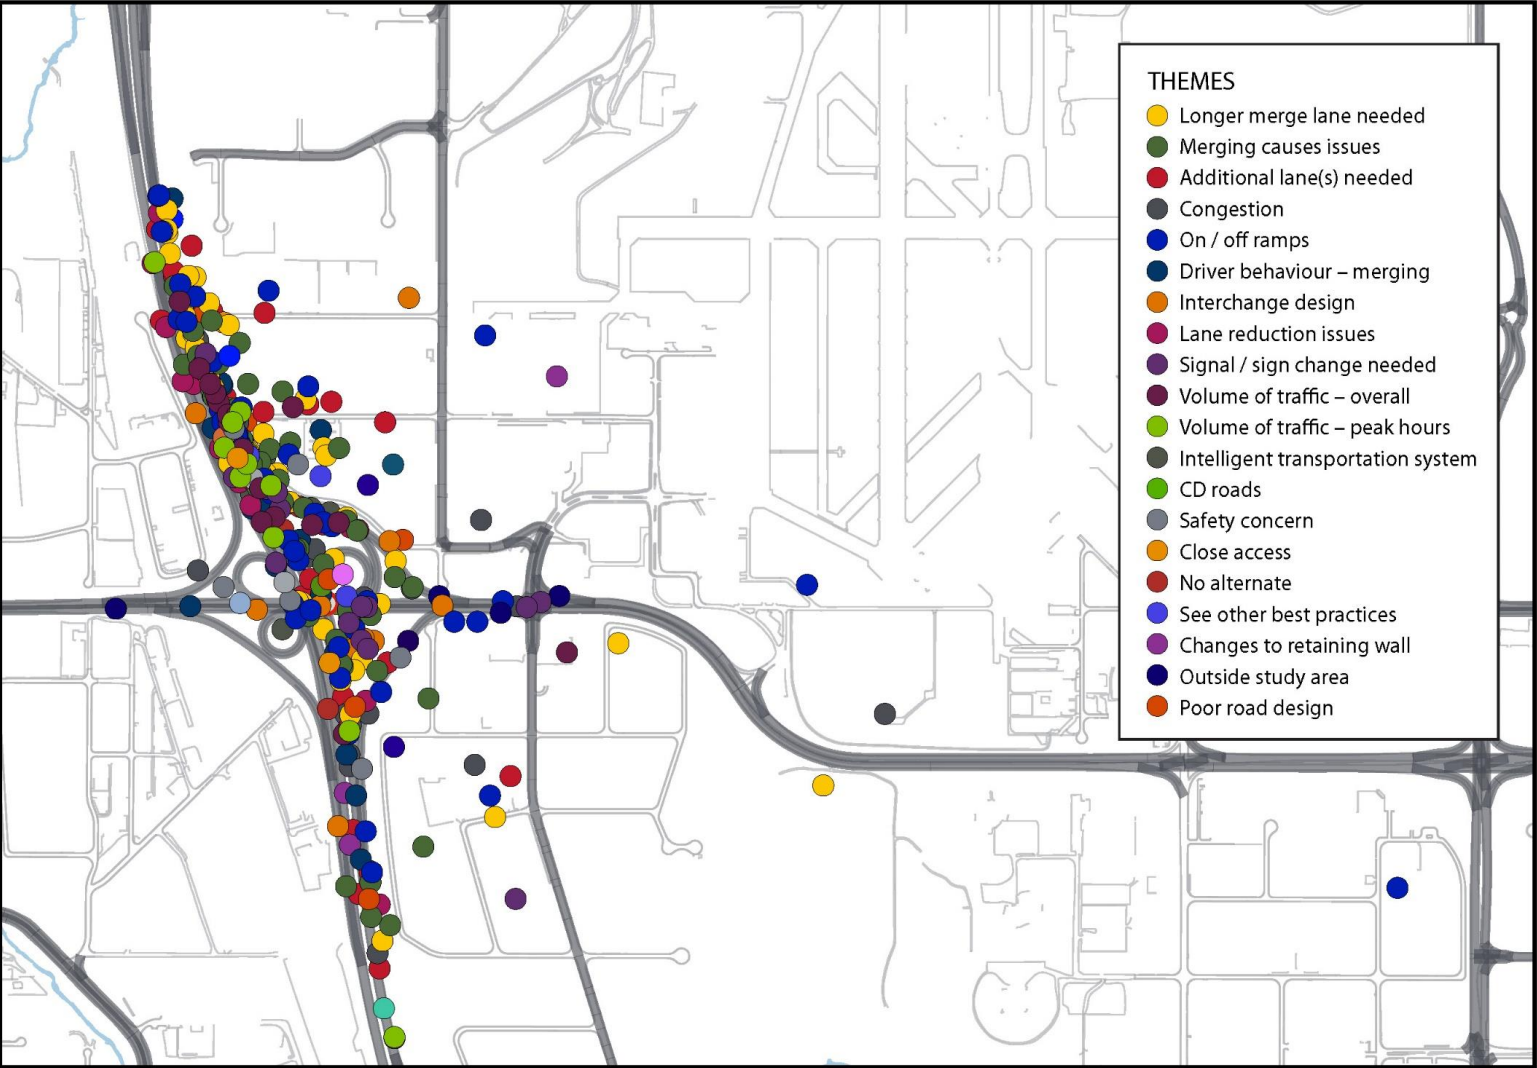 THEMES
Longer merge lane needed
Merging causes issues
Additional lane(s) needed
Congestion
On / off ramps
Driver behaviour – merging
Interchange design
Lane reduction issues
Signal / sign change needed
Volume of traffic – overall
Volume of traffic – peak hours
Intelligent transportation system
CD roads
Safety concern
Close access
No alternate
See other best practices
Changes to retaining wall
Outside study area
Poor road design